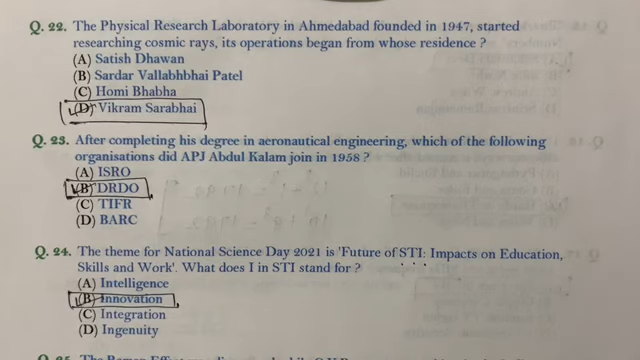 Q. 22. The Physical Research Laboratory in Ahmedabad founded in 1947, started
researching cosmic rays, its operations began from whose residence ?
(A) Satish Dhawan
(B) Sardar Vallabhbhai Patel
(C) Homi Bhabha
(D) Vikram Sarabhai
Q. 23. After completing his degree in aeronautical engineering, which of the following
organisations did APJ Abdul Kalam join in 1958 ?
(A) ISRO
(B) DRDO
(C) TIFR
(D) BARC
Q. 24. The theme for National Science Day 2021 is 'Future of STI: Impacts on Education,
Skills and Work'. What does I in STI stand for ?
(A) Intelligence
(B) Innovation
(C) Integration
(D) Ingenuity